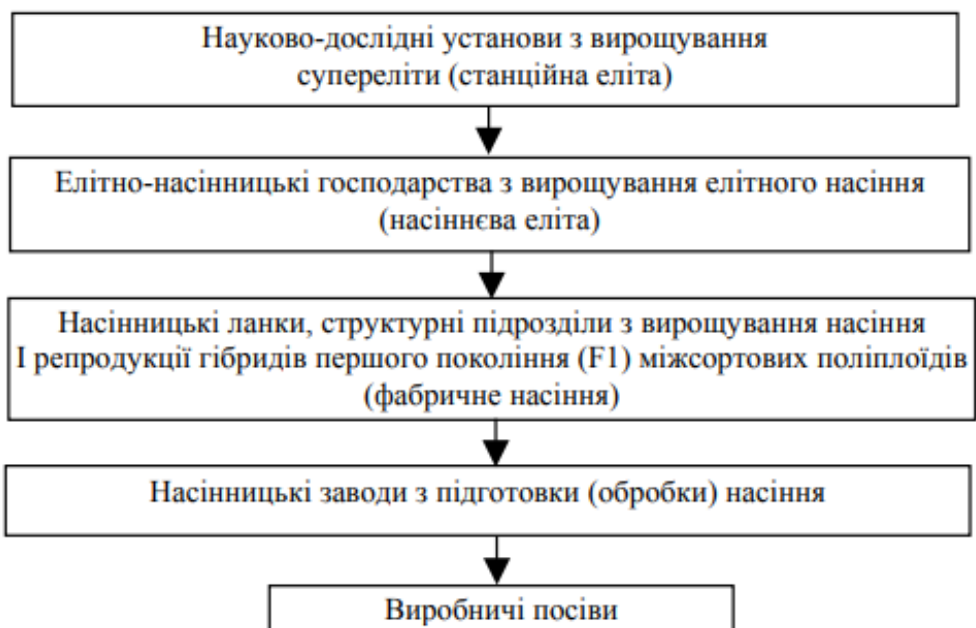 Науково-дослідні установи з вирощування
супереліти (станційна еліта)
Елітно-насінницькі господарства з вирощування елітного насіння
(насіннєва еліта)
Насінницькі ланки, структурні підрозділи з вирощування насіння
І репродукції гібридів першого покоління (F1) міжсортових поліплоїдів
(фабричне насіння)
Насінницькі заводи з підготовки (обробки) насіння
Виробничі посіви